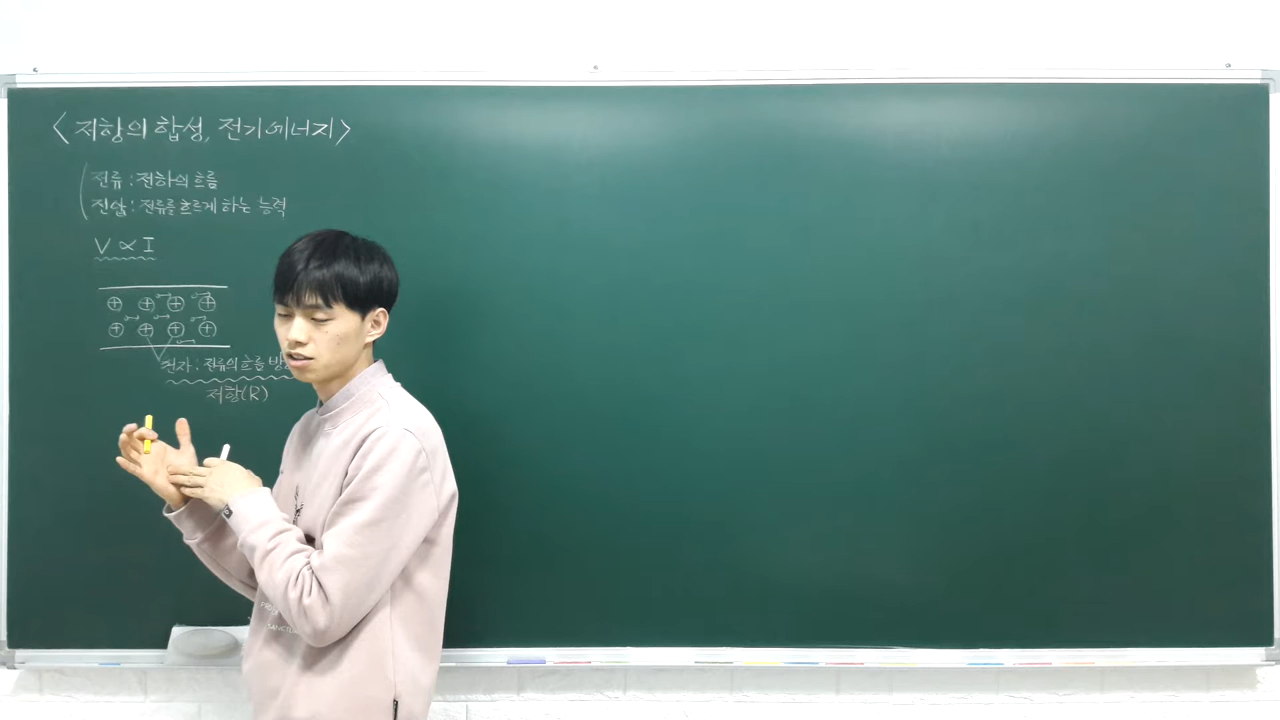 <저항의 합성, 전기에너지>
전류 : 전하의 흐름
전압 : 전류를 흐르게 하는 능력
V ∝ I
원자 : 전류의 흐름 방
저항(R)